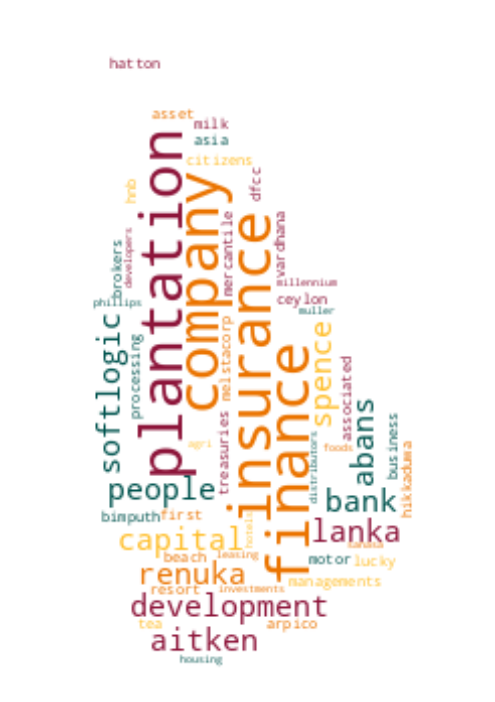 hatton
asset
milk
asia
citizens
plantation
company
hnb
dfcc
developers
mercantile
insurance
vardhana
brokers
millennium
phillips
ceylon
muller
softlogic
processing
melstacorp
finance
spence
associated
agri
treasuries
foods
abans
business
hikkaduwa
people
distributors
bank
bimputh
first
capital
hotels
lanka
beach
leasing
motor
lucky
renuka
resort
investments
managements
development
tea
arpico
aitken
housing